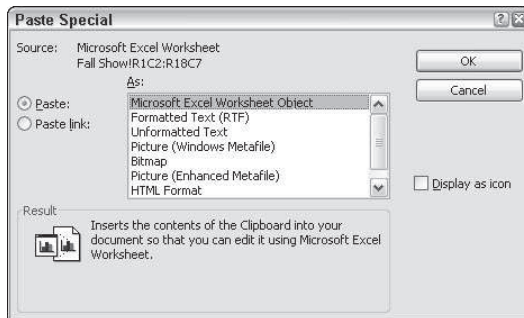 Paste Special
Source: Microsoft Excel Worksheet
Fall Show!R1C2:R18C7
OK
Cancel
As:
Paste:
Paste link:
Microsoft Excel Worksheet Object
Formatted Text (RTF)
Unformatted Text
Picture (Windows Metafile)
Bitmap
Picture (Enhanced Metafile)
HTML Format
Display as icon
Result
Inserts the contents of the Clipboard into your
document so that you can edit it using Microsoft Excel
Worksheet.